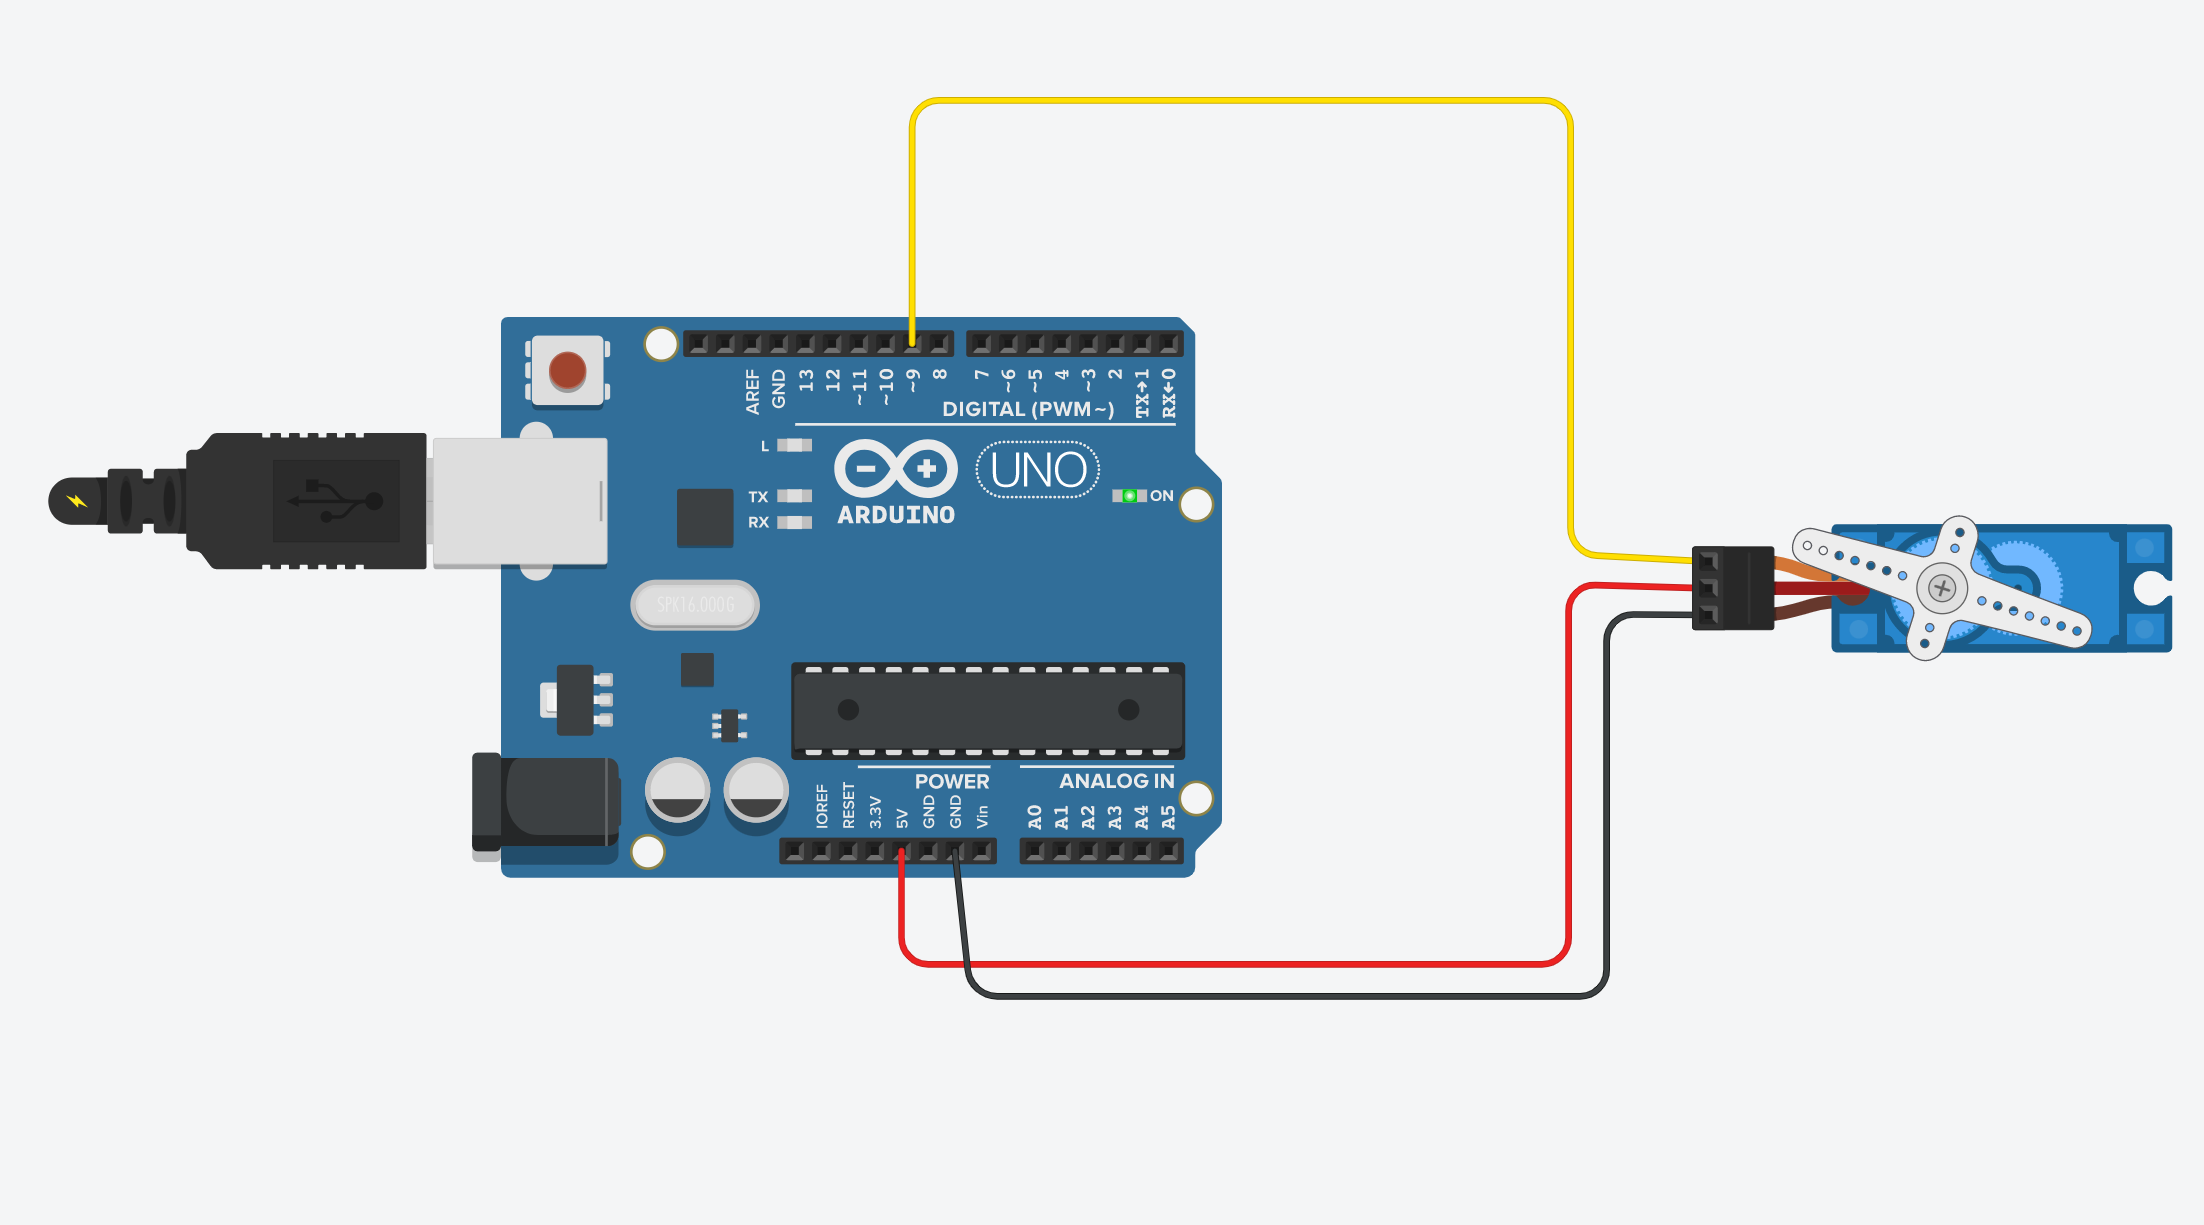 AREF
GND
13
12
~11
~10
~9
8
7
~6
~5
4
~3
2
TX→1
RX←0
DIGITAL (PWM~)
L
TX
RX
ARDUINO
UNO
ON
SPK16.000G
POWER
ANALOG IN
IOREF
RESET
3.3V
5V
GND
GND
Vin
A0
A1
A2
A3
A4
A5